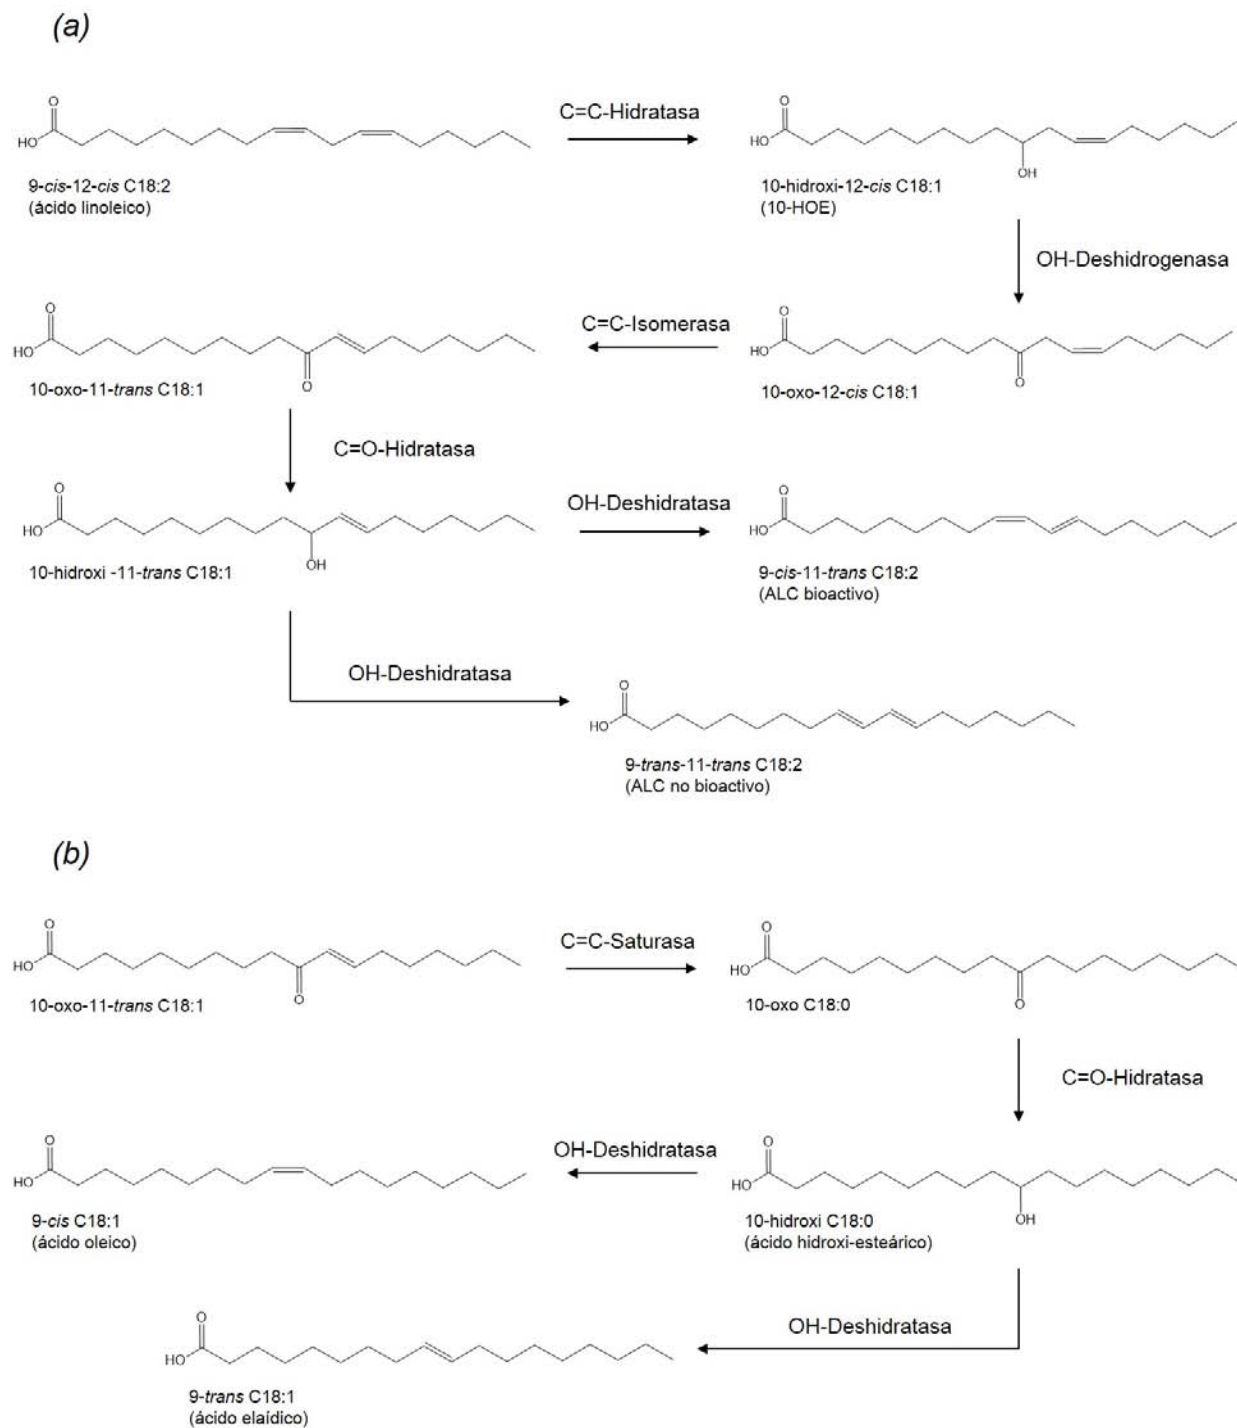 (a)
C=C-Hidratasa
O
HO
O
HO
OH
9-cis-12-cis C18:2
(ácido linoleico)
10-hidroxi-12-cis C18:1
(10-HOE)
OH-Deshidrogenasa
C=C-Isomerasa
O
HO
O
O
HO
O
10-oxo-11-trans C18:1
10-oxo-12-cis C18:1
C=O-Hidratasa
OH-Deshidratasa
O
HO
OH
O
HO
10-hidroxi -11-trans C18:1
9-cis-11-trans C18:2
(ALC bioactivo)
OH-Deshidratasa
O
HO
9-trans-11-trans C18:2
(ALC no bioactivo)
(b)
C=C-Saturasa
O
HO
O
O
HO
O
10-oxo-11-trans C18:1
10-oxo C18:0
C=O-Hidratasa
OH-Deshidratasa
O
HO
O
HO
OH
9-cis C18:1
(ácido oleico)
10-hidroxi C18:0
(ácido hidroxi-esteárico)
OH-Deshidratasa
O
HO
9-trans C18:1
(ácido elaídico)